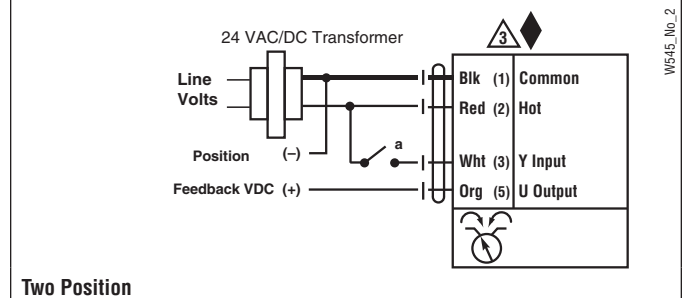 24 VAC/DC Transformer
3
W545_No_2
Line
Volts
Blk (1) Common
Red (2) Hot
a
Position (–)
Wht (3) Y Input
Feedback VDC (+)
Org (5) U Output
Two Position